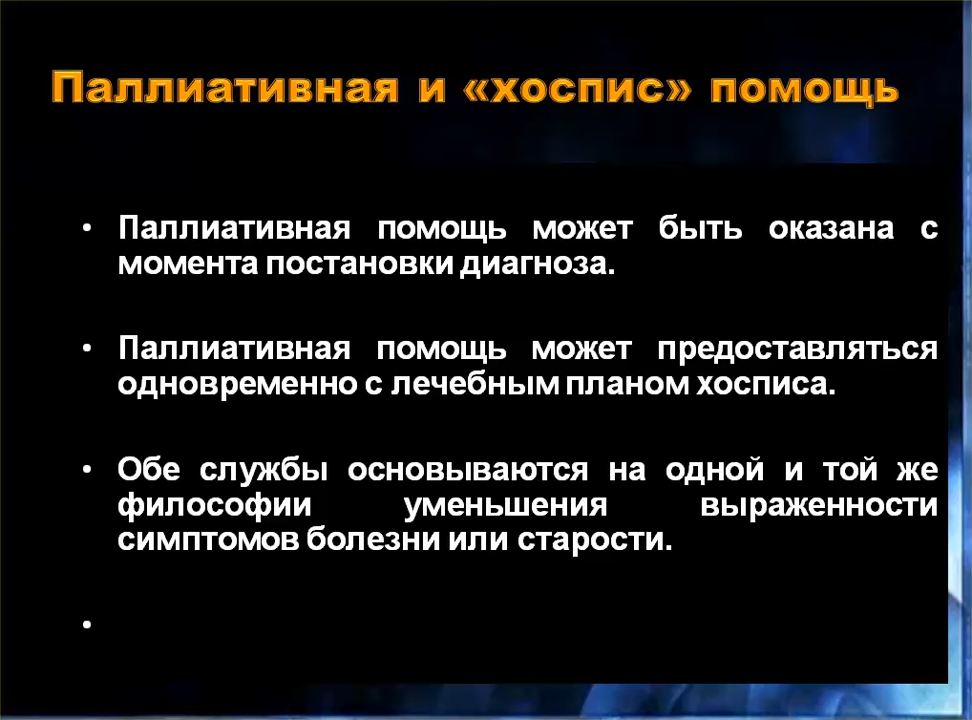 Паллиативная и «хоспис» помощь
• Паллиативная помощь может быть оказана с
момента постановки диагноза.
• Паллиативная помощь может предоставляться
одновременно с лечебным планом хосписа.
• Обе службы основываются на одной и той же
философии уменьшения выраженности
симптомов болезни или старости.
•